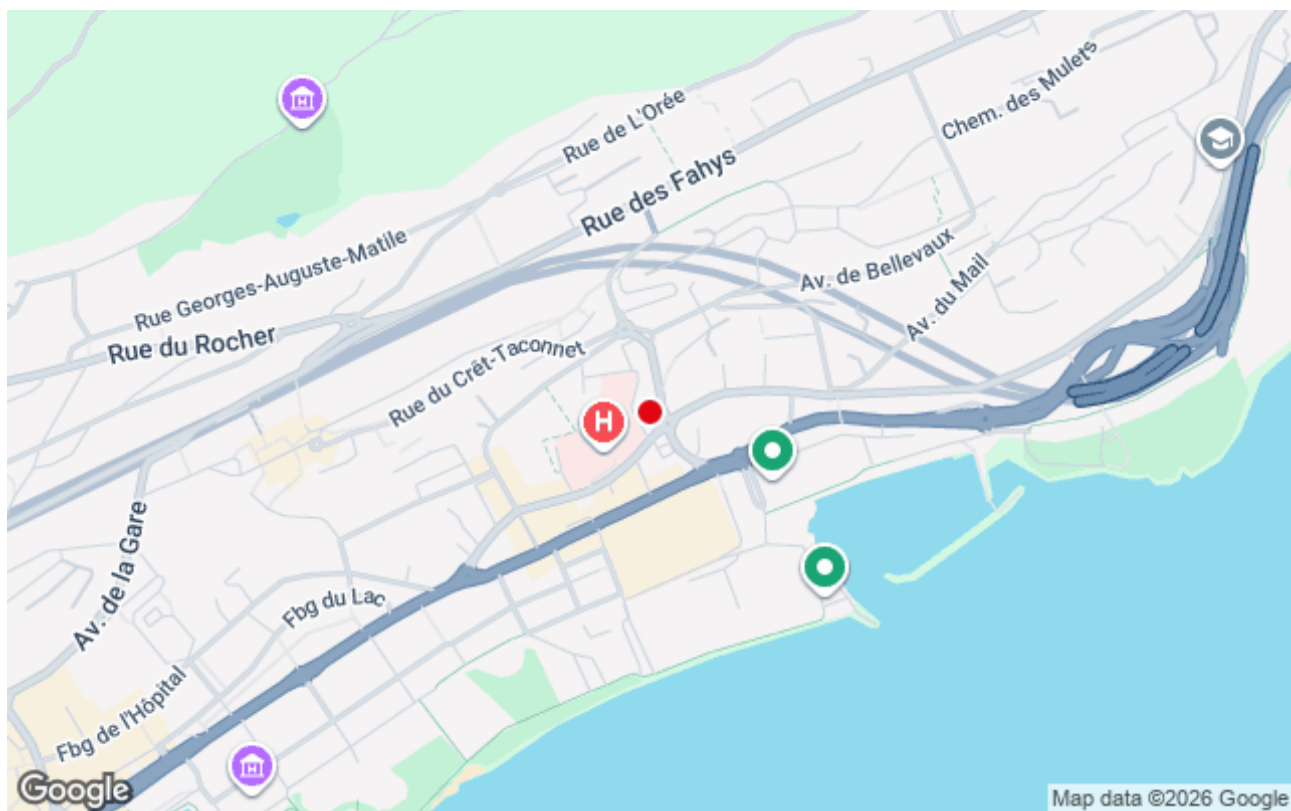 Rue de L'Orée
Chem. des Mulets
Rue des Fahys
Rue Georges-Auguste-Matile
Av. de Bellevaux
Rue du Rocher
Av. du Mail
Rue du Crêt-Taconnet
H
Av. de la Gare
Fbg du Lac
Fbg de l'Hôpital
Google
Map data ©2026 Google